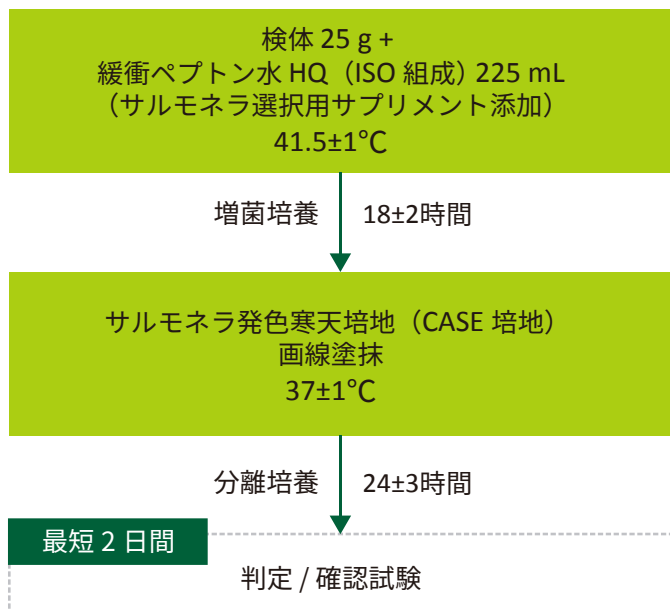 検体 25 g +
緩衝ペプトン水 HQ（ISO 組成）225 mL
（サルモネラ選択用サプリメント添加）
41.5±1℃
増菌培養 18±2時間
サルモネラ発色寒天培地（CASE 培地）
画線塗抹
37±1℃
分離培養 24±3時間
最短 2 日間
判定 / 確認試験